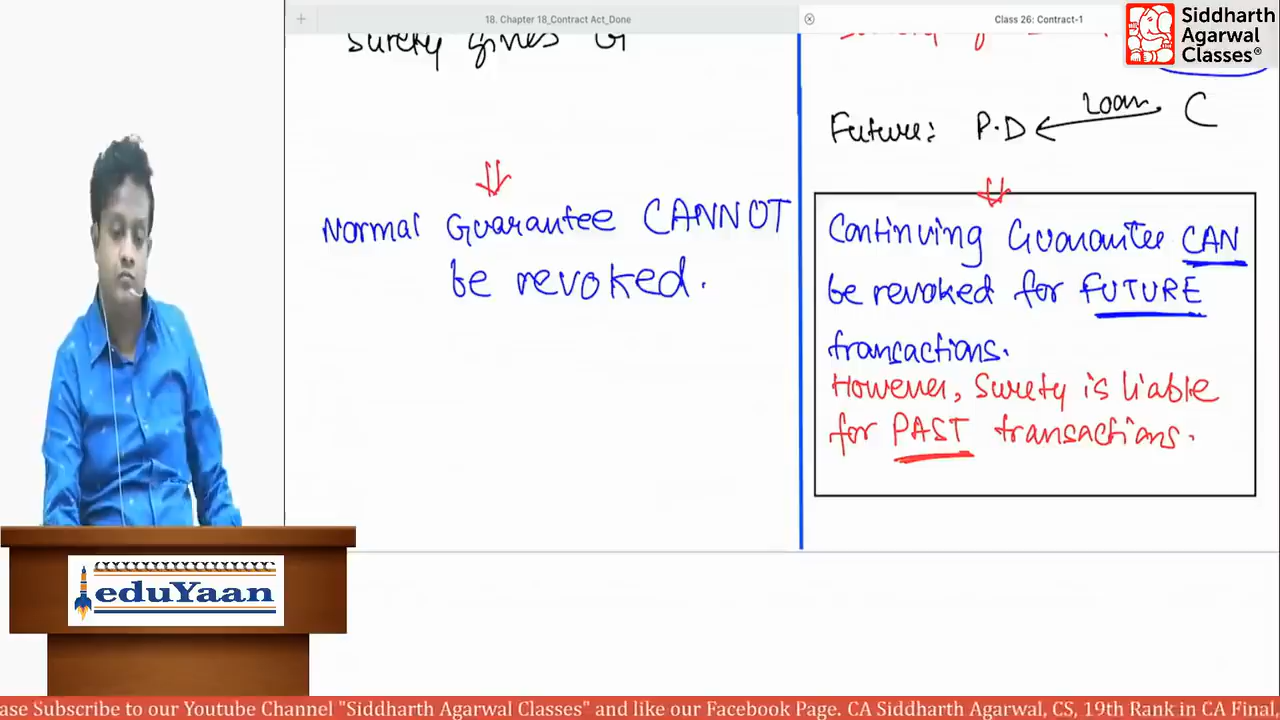 18. Chapter 18_Contract Act_Done
Class 26: Contract-1
Siddharth
Agarwal
Classes®
Surety gives G
Future: P.D
Loan
C
Normal Guarantee CANNOT
be revoked.
Continuing Guarantee CAN
be revoked for FUTURE
transactions.
However, Surety is liable
for PAST transactions.
eduYaan
ase Subscribe to our Youtube Channel "Siddharth Agarwal Classes" and like our Facebook Page. CA Siddharth Agarwal, CS, 19th Rank in CA Final,